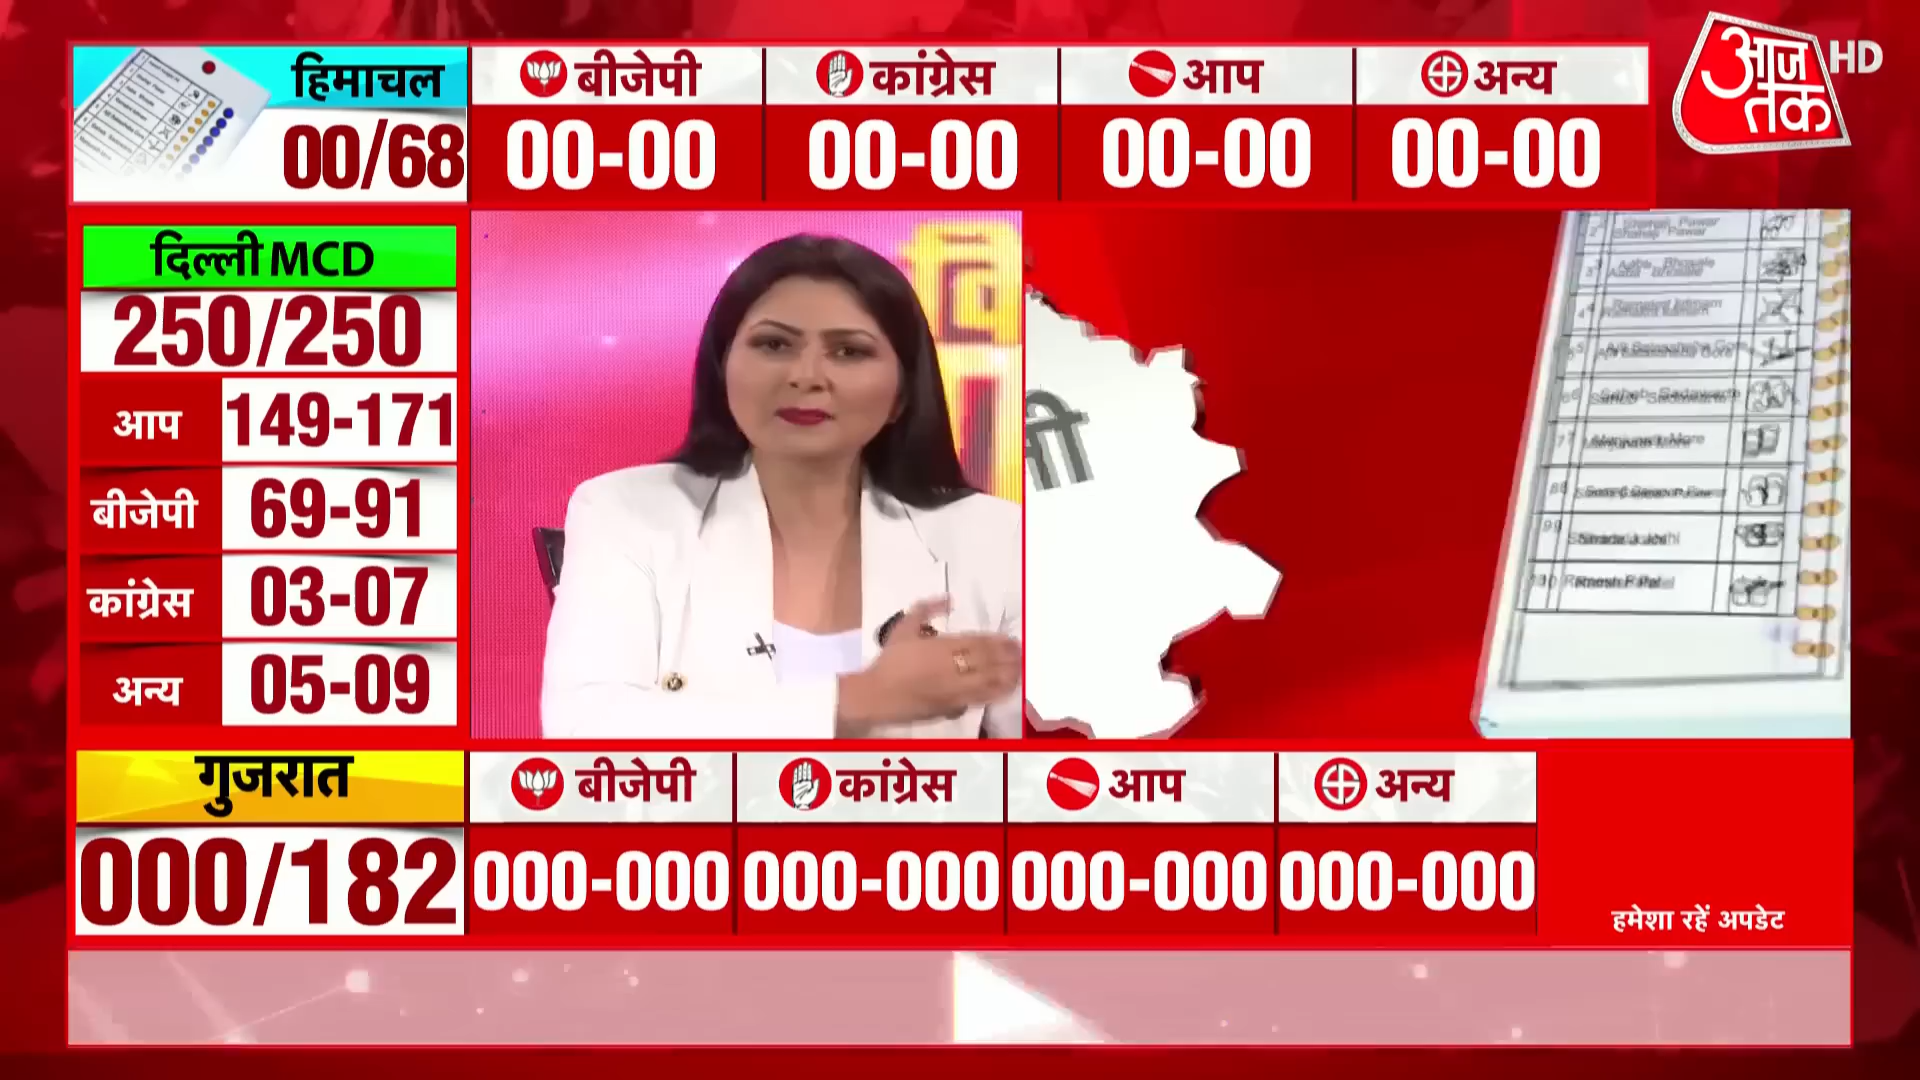 हिमाचल
00/68
बीजेपी
00-00
कांग्रेस
00-00
आप
00-00
अन्य
00-00
आज
तक
HD
दिल्ली MCD
250/250
आप 149-171
बीजेपी 69-91
कांग्रेस 03-07
अन्य 05-09
गुजरात
000/182
बीजेपी
000-000
कांग्रेस
000-000
आप
000-000
अन्य
000-000
हमेशा रहें अपडेट